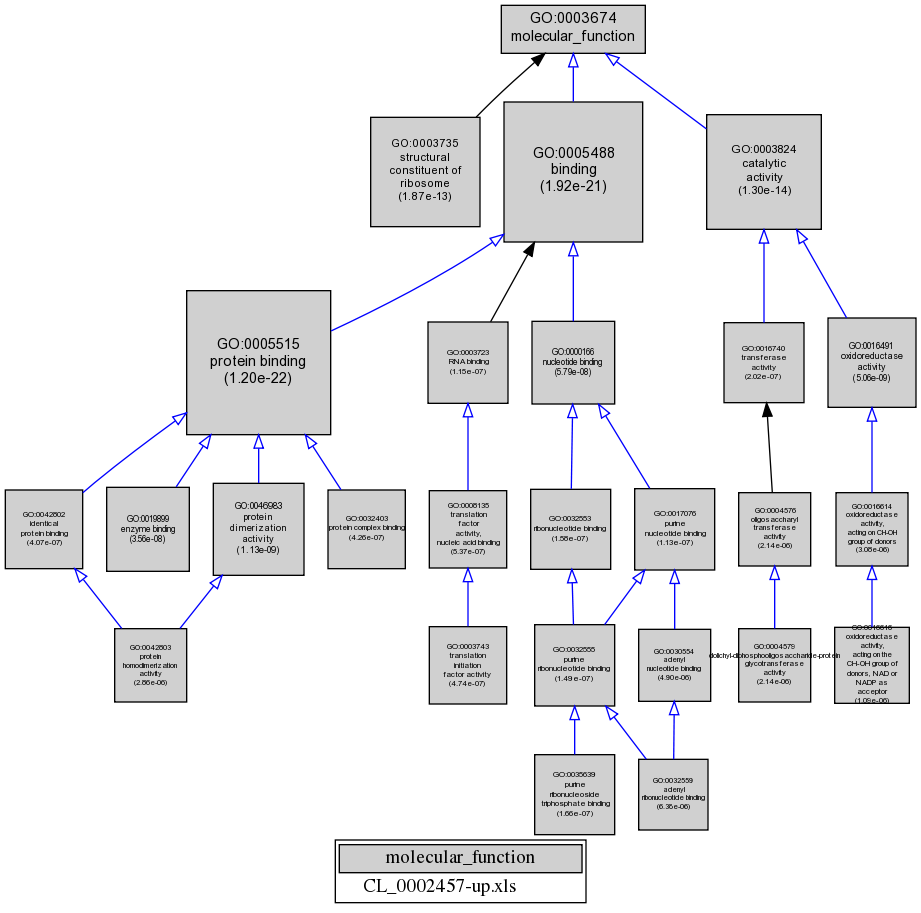 GO:0003674
molecular_function
GO:0003735
structural
constituent of
ribosome
(1.87e-13)
GO:0005488
binding
(1.92e-21)
GO:0003824
catalytic
activity
(1.30e-14)
GO:0005515
protein binding
(1.20e-22)
GO:0003723
RNA binding
(1.15e-07)
GO:0000166
nucleotide binding
(5.79e-08)
GO:0016740
transferase
activity
(2.02e-07)
GO:0016491
oxidoreductase
activity
(5.06e-09)
GO:0042802
identical
protein binding
(4.07e-07)
GO:0019899
enzyme binding
(3.56e-08)
GO:0046983
protein
dimerization
activity
(1.13e-09)
GO:0032403
protein complex binding
(4.26e-07)
GO:0008135
translation
factor
activity,
nucleic acid binding
(5.37e-07)
GO:0032553
ribonucleotide binding
(1.58e-07)
GO:0017076
purine
nucleotide binding
(1.13e-07)
GO:0004576
oligosaccharyl
transferase
activity
(2.14e-06)
GO:0016614
oxidoreductase
activity,
acting on CH-OH
group of donors
(3.08e-06)
GO:0042803
protein
homodimerization
activity
(2.86e-06)
GO:0003743
translation
initiation
factor activity
(4.74e-07)
GO:0032555
purine
ribonucleotide binding
(1.49e-07)
GO:0030554
adenyl
nucleotide binding
(4.90e-06)
GO:0004579
dolichyl-diphosphooligosaccharide-protein
glycotransferase
activity
(2.14e-06)
GO:0016616
oxidoreductase
activity,
acting on the
CH-OH group of
donors, NAD or
NADP as
acceptor
(1.09e-06)
GO:0035639
purine
ribonucleoside
triphosphate binding
(1.66e-07)
GO:0032559
adenyl
ribonucleotide binding
(6.36e-06)
molecular_function
CL_0002457-up.xls